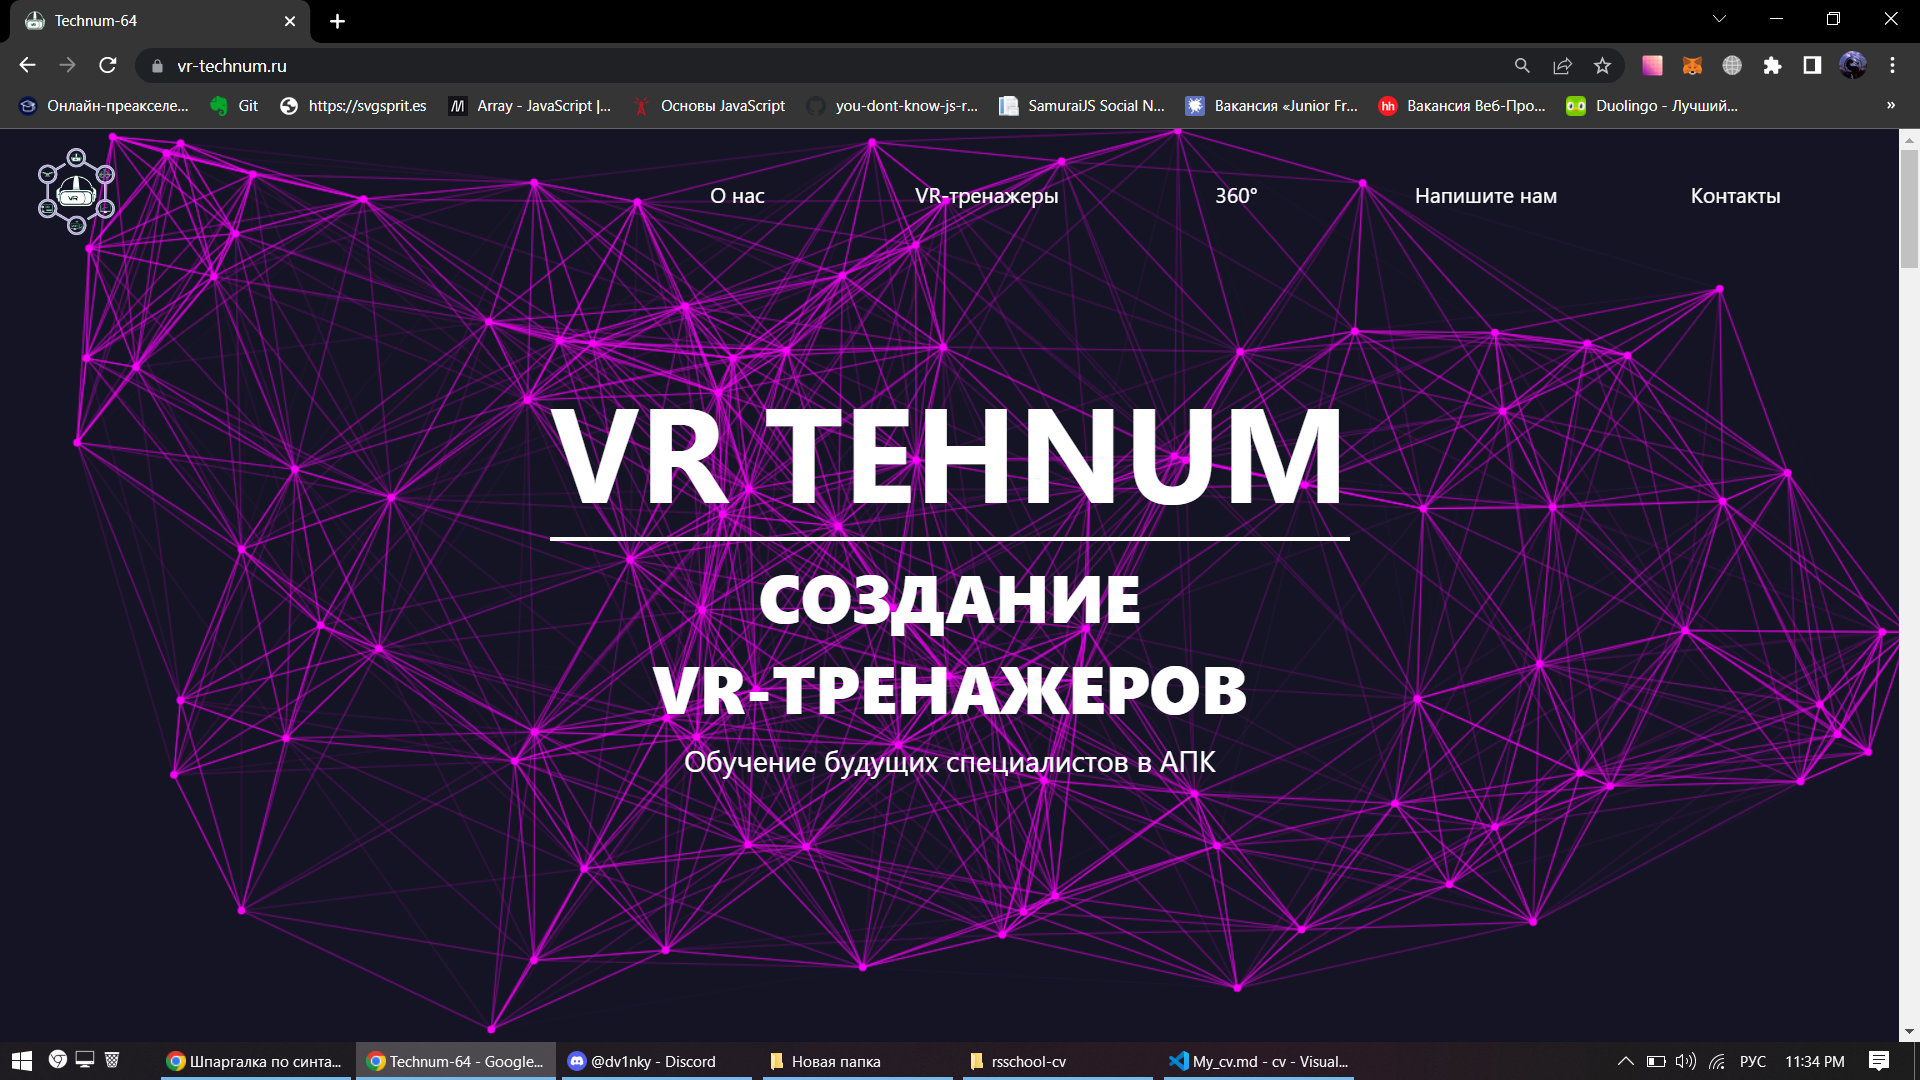 Technum-64
vr-technum.ru
Онлайн-преакселе...
Git
https://svgsprit.es
Array - JavaScript |...
Основы JavaScript
you-dont-know-js-r...
SamuraiJS Social N...
Вакансия «Junior Fr...
hh
Вакансия Веб-Про...
Duolingo - Лучший...
»
VR
О нас
VR-тренажеры
360°
Напишите нам
Контакты
VR TEHNUM
СОЗДАНИЕ
VR-ТРЕНАЖЕРОВ
Обучение будущих специалистов в АПК
Шпаргалка по синта...
Technum-64 - Google...
@dv1nky - Discord
Новая папка
rsschool-cv
My_cv.md - cv - Visual...
РУС
11:34 PM